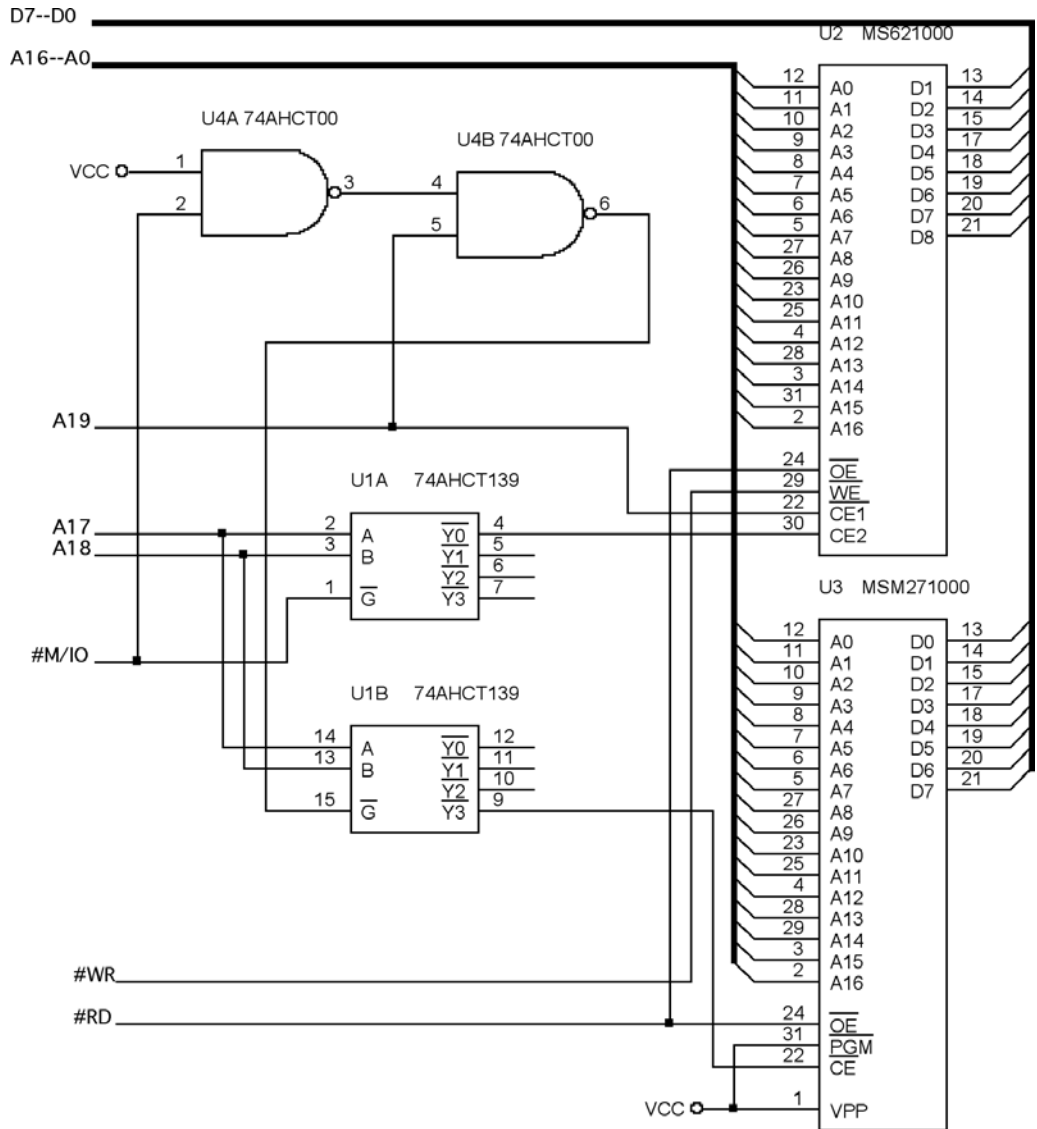 D7--D0
A16--A0
U2 MS621000
U4A 74AHCT00
U4B 74AHCT00
VCC
1
2
3
4
5
6
12 A0 D1 13
11 A1 D2 14
10 A2 D3 15
9 A3 D4 17
8 A4 D5 18
7 A5 D6 19
6 A6 D7 20
5 A7 D8 21
27 A8
26 A9
23 A10
25 A11
4 A12
28 A13
3 A14
31 A15
2 A16
24 OE
29 WE
22 CE1
30 CE2
A19
U1A 74AHCT139
A17
A18
2 A Y0 4
3 B Y1 5
Y2 6
1 G Y3 7
#M/IO
U1B 74AHCT139
14 A Y0 12
13 B Y1 11
Y2 10
15 G Y3 9
U3 MSM271000
12 A0 D0 13
11 A1 D1 14
10 A2 D2 15
9 A3 D3 17
8 A4 D4 18
7 A5 D5 19
6 A6 D6 20
5 A7 D7 21
27 A8
26 A9
23 A10
25 A11
4 A12
28 A13
29 A14
3 A15
2 A16
#WR
#RD
24 OE
31 PGM
22 CE
VCC
1 VPP